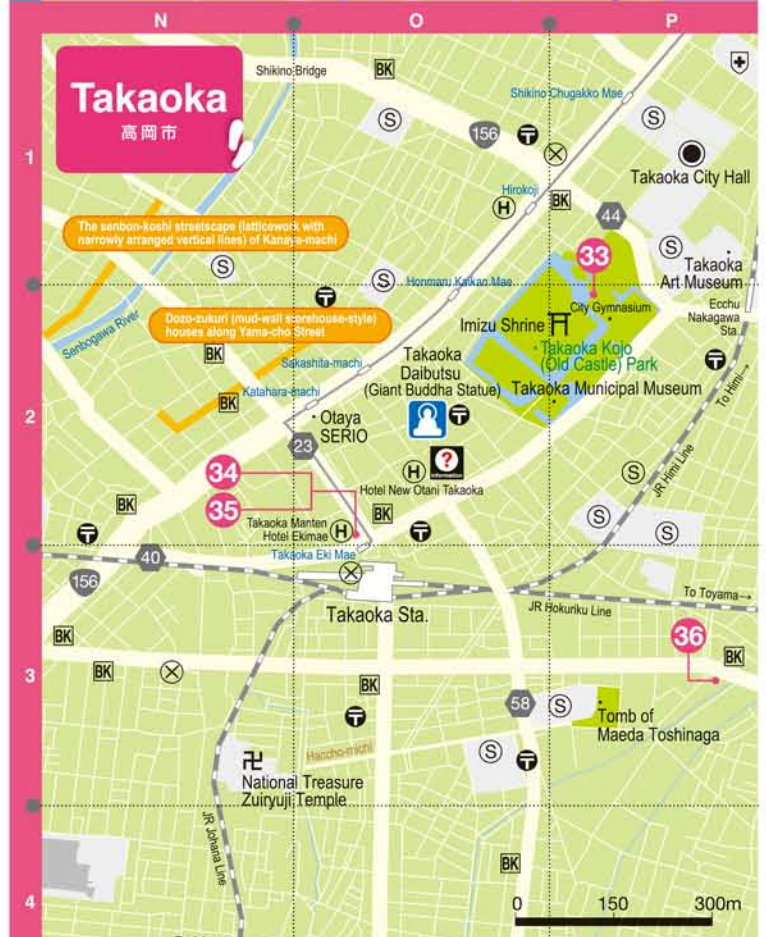 N
O
P
Takaoka
高岡市
Shikino Bridge
BK
Shikino Chugakko Mae
S
156
〒
S
1
Takaoka City Hall
Hirokoji
H
BK
44
The senbon-koshi streetscape (latticework with
narrowly arranged vertical lines) of Kanaya-machi
S
33
S
Takaoka
Art Museum
S
Honmaru Kaikan Mae
〒
City Gymnasium
Ecchu
Nakagawa
Sta.
Dozo-zukuri (mud-wall storehouse-style)
houses along Yama-cho Street
Imizu Shrine
Senbogawa River
BK
Takaoka Kojo
(Old Castle) Park
Sakashita-machi
Takaoka
Daibutsu
(Giant Buddha Statue)
〒
To Himi→
Katahara-machi
BK
Takaoka Municipal Museum
2
Otaya
SERIO
〒
23
34
H
?
Information
S
JR Himi Line
Hotel New Otani Takaoka
35
BK
BK
S
S
Takaoka Manten
Hotel Ekimae
H
〒
〒
Takaoka Eki Mae
40
156
Takaoka Sta.
To Toyama→
JR Hokuriku Line
36
BK
BK
BK
3
BK
58
S
〒
Tomb of
Maeda Toshinaga
Haccho-michi
S
〒
卍
National Treasure
Zuiryuji Temple
JR Johana Line
BK
4
0
150
300m